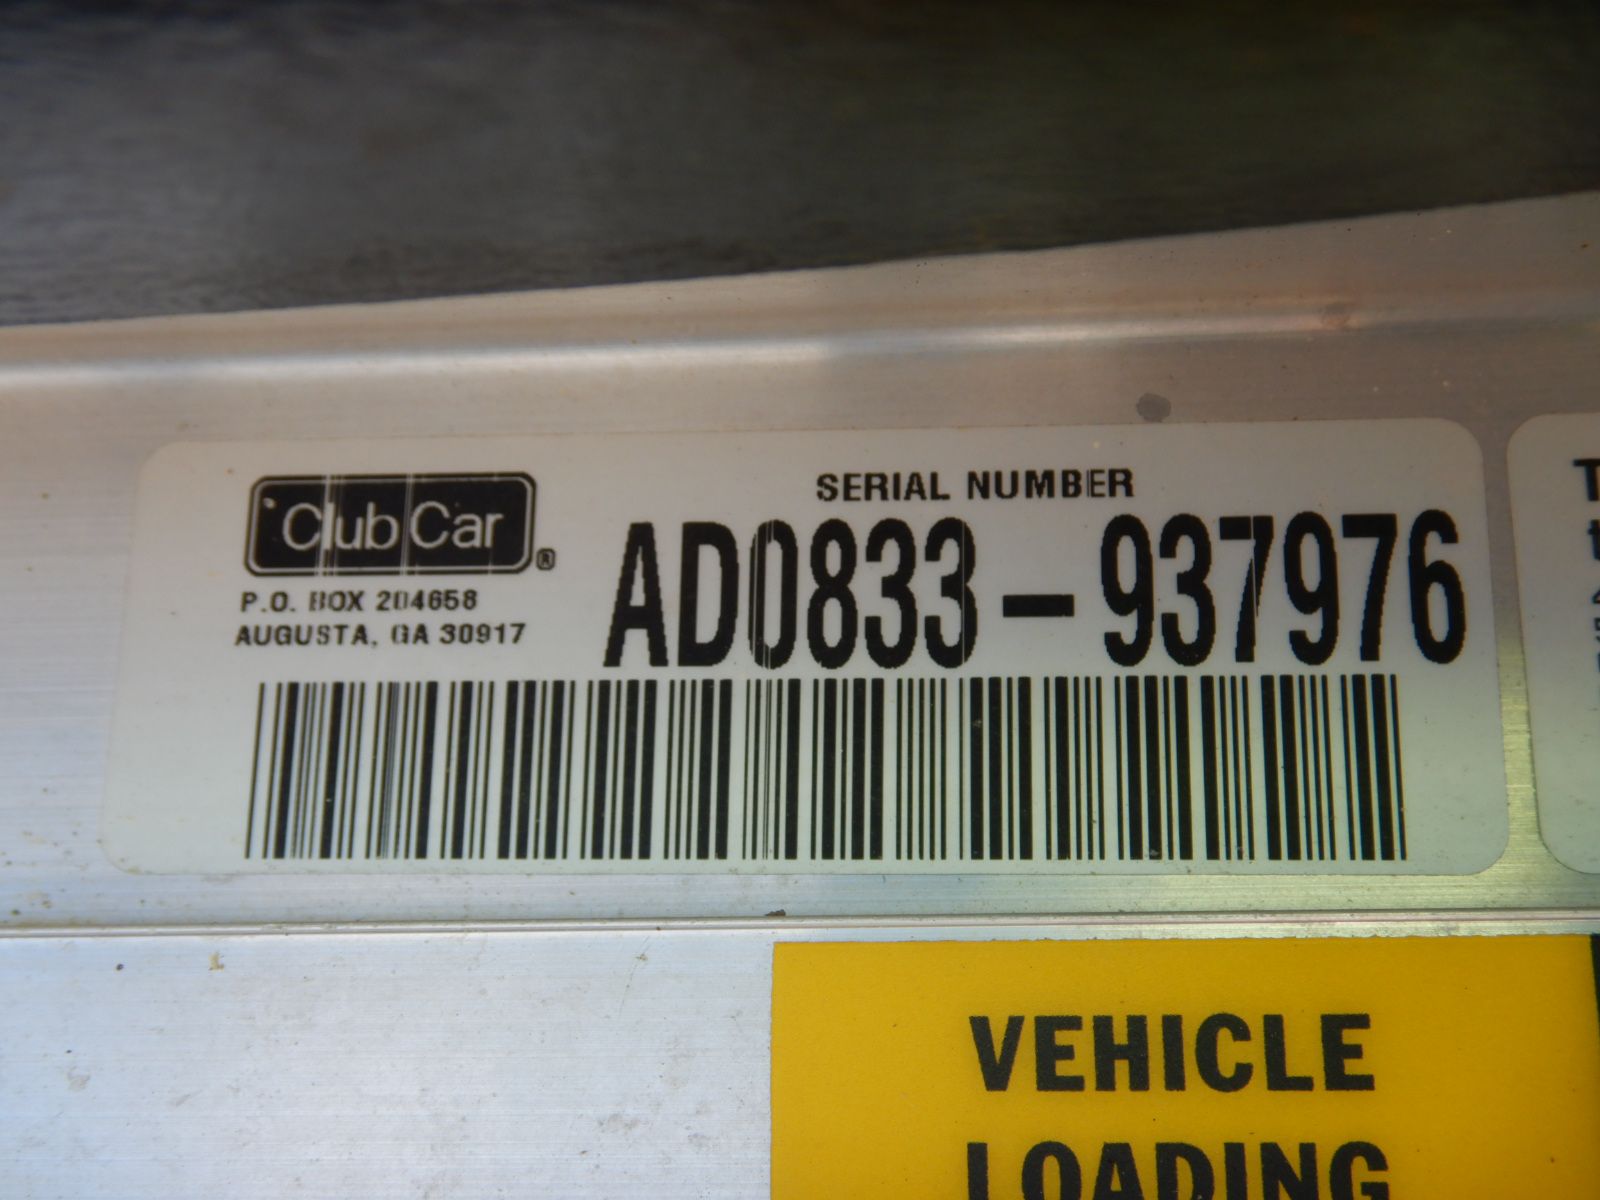 Club Car®
P.O. BOX 204658
AUGUSTA, GA 30917
SERIAL NUMBER
AD0833-937976
VEHICLE
LOADING